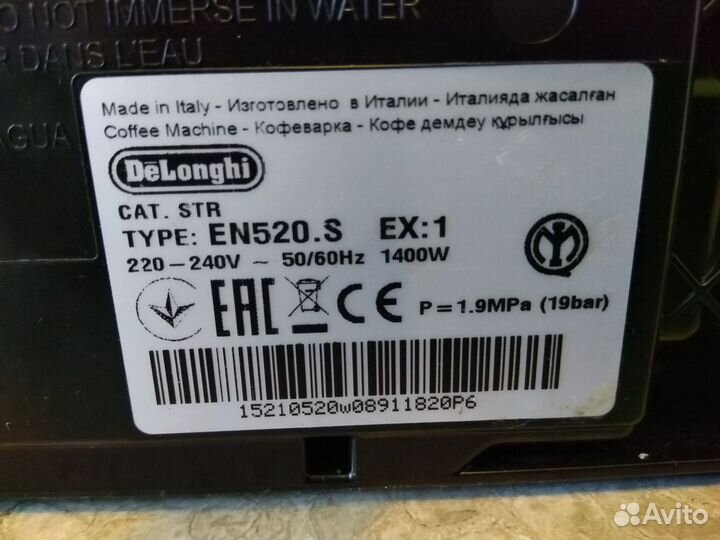 DO NOT IMMERSE IN WATER
R DANS L'EAU
AGUA
Made in Italy - Изготовлено в Италии - Италияда жасалған
Coffee Machine - Кофеварка - Кофе демдеу құрылғысы
DeLonghi
CAT. STR
TYPE: EN520.S EX:1
220-240V ~ 50/60Hz 1400W
EAC CE P=1.9MPa (19bar)
15210520w08911820P6
Avito